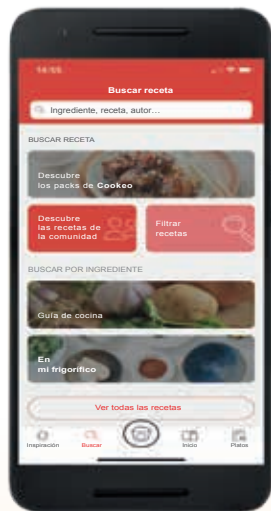 14:55
Buscar receta
Ingrediente, receta, autor…
BUSCAR RECETA
Descubre
los packs de Cookeo
Descubre
las recetas de
la comunidad
Filtrar
recetas
BUSCAR POR INGREDIENTE
Guía de cocina
En
mi frigorífico
Ver todas las recetas
Inspiración
Buscar
Inicio
Platos